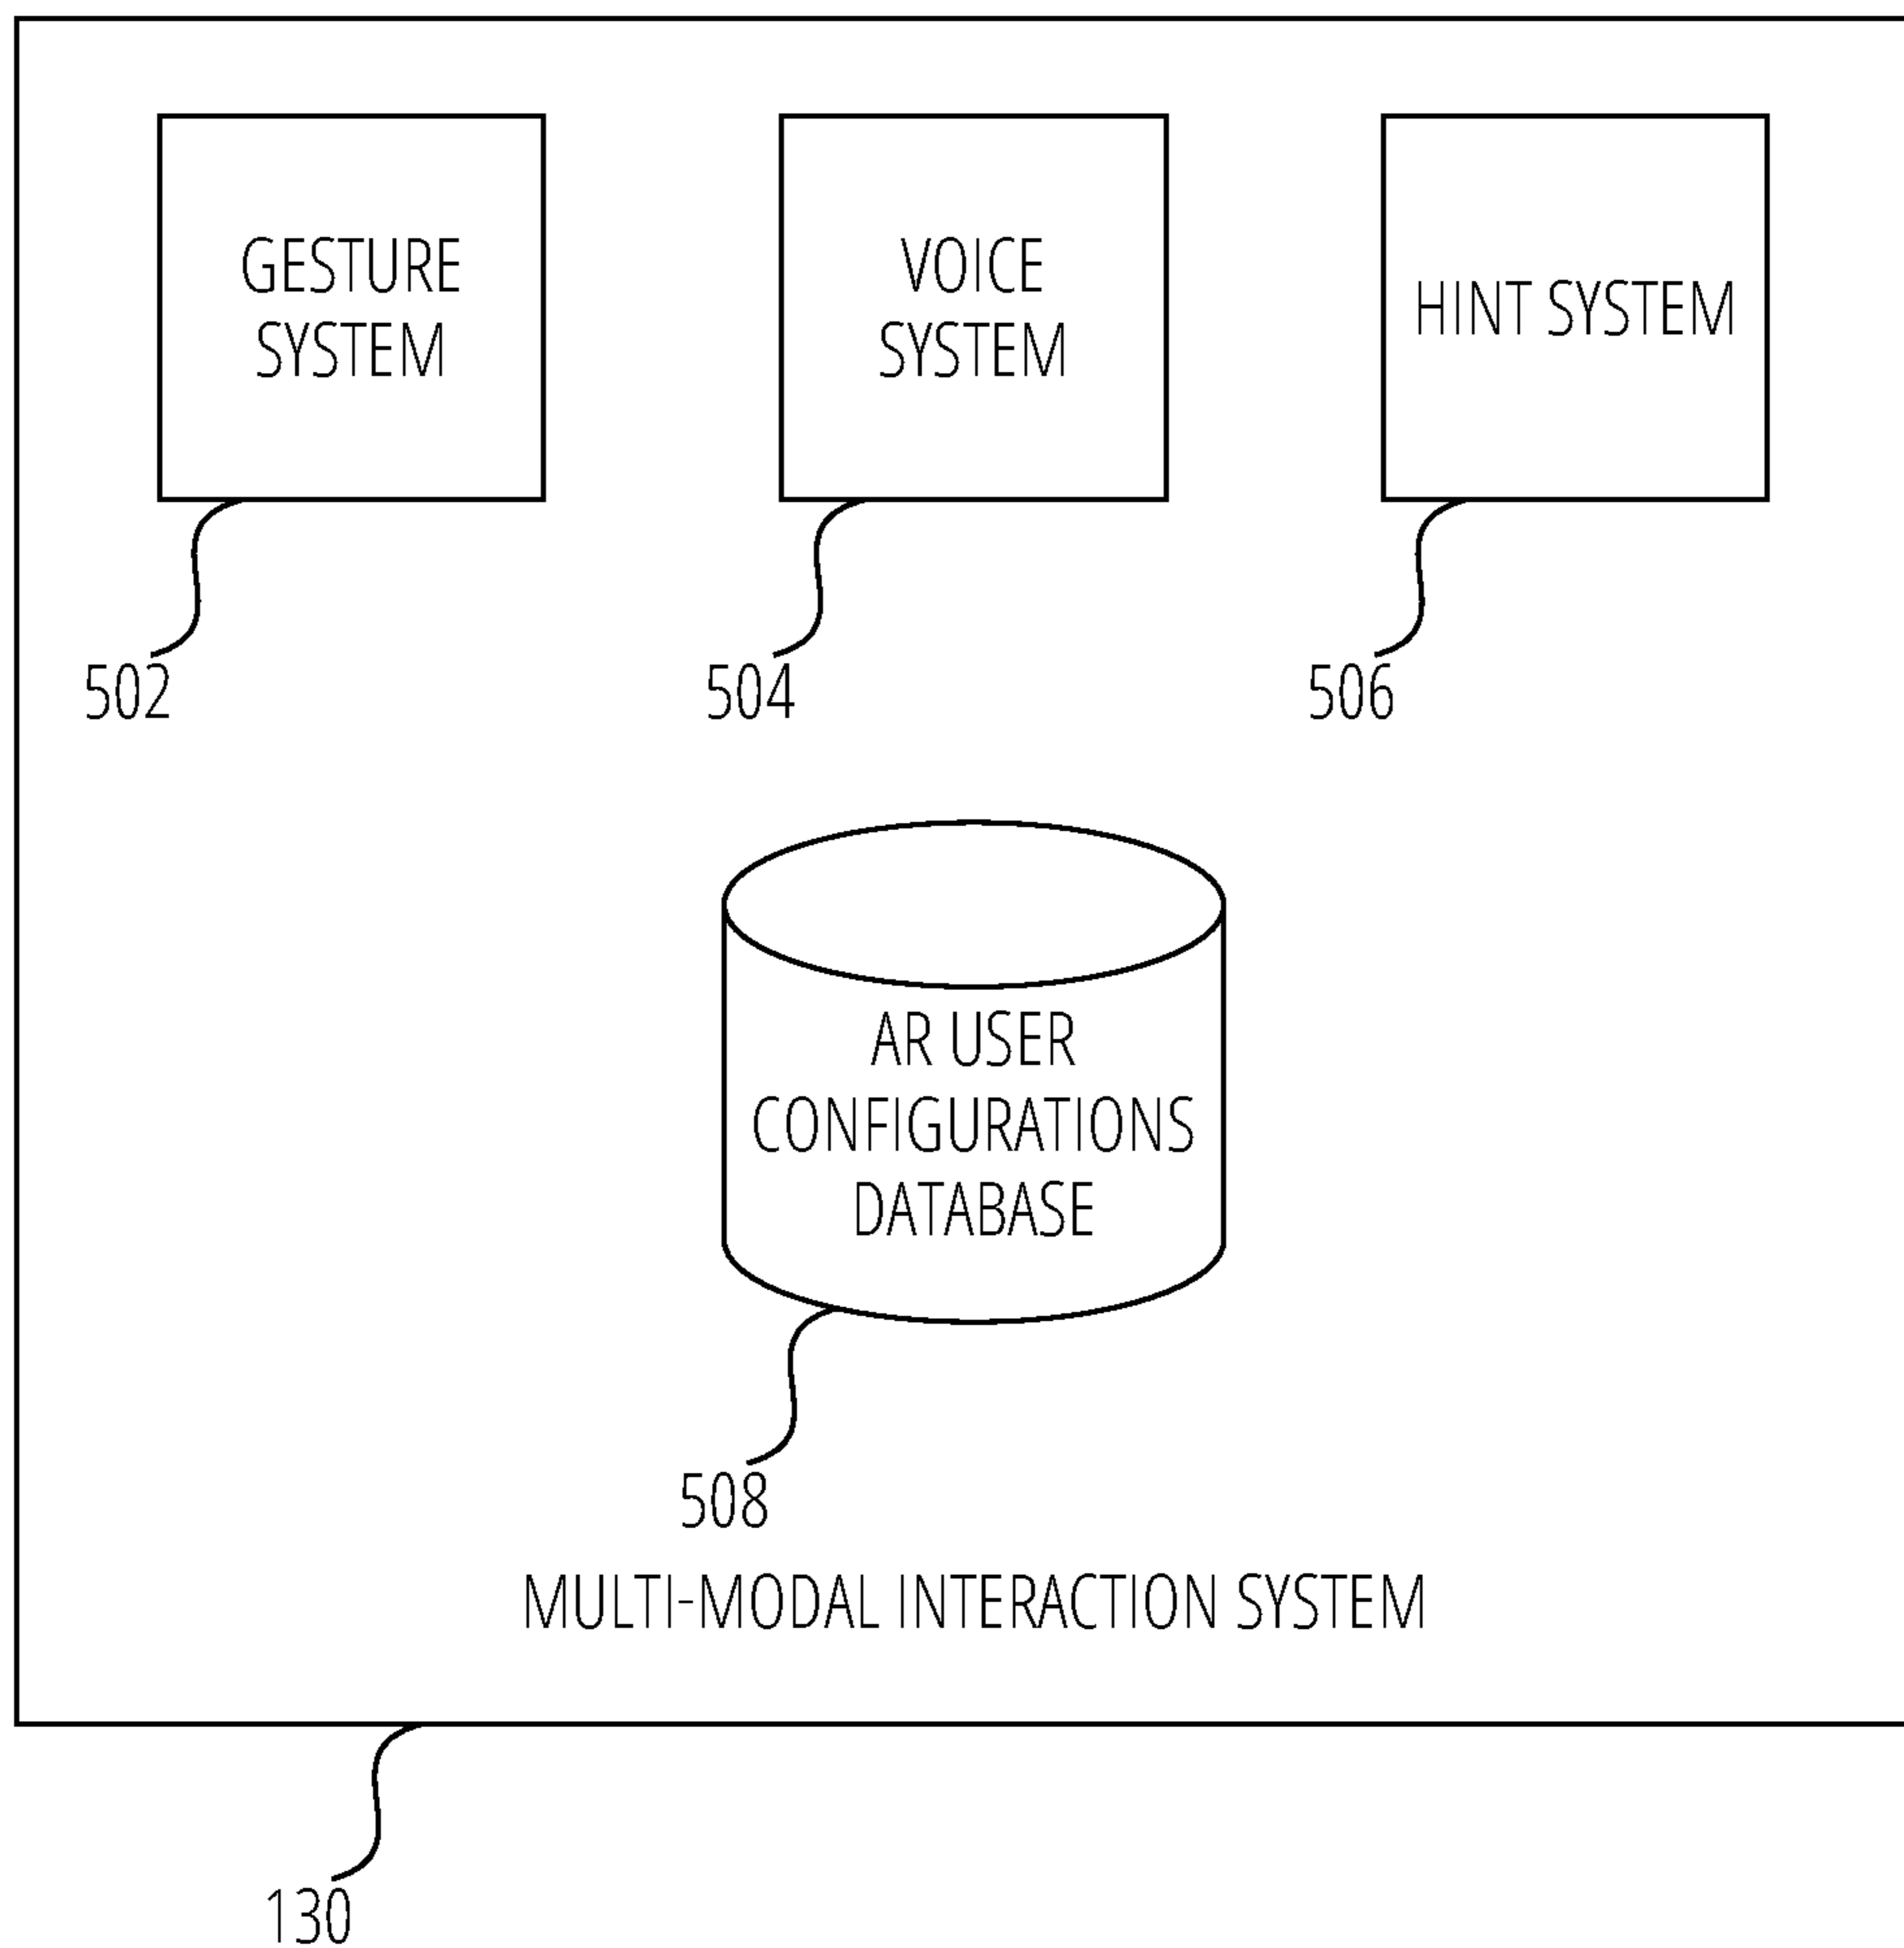 GESTURE
SYSTEM
VOICE
SYSTEM
HINT SYSTEM
502
504
506
AR USER
CONFIGURATIONS
DATABASE
508
MULTI-MODAL INTERACTION SYSTEM
130